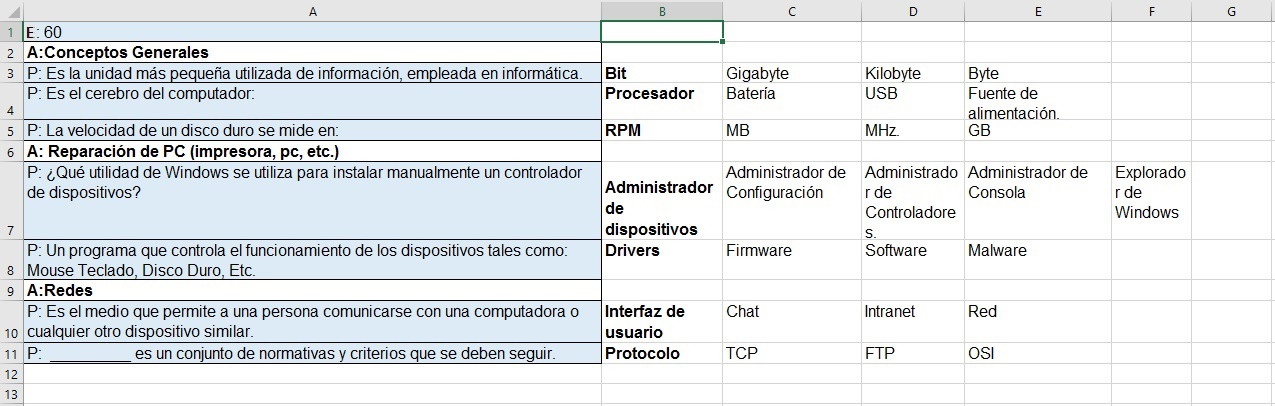 A B C D E F G
1 E: 60
2 A:Conceptos Generales
3 P: Es la unidad más pequeña utilizada de información, empleada en informática. Bit Gigabyte Kilobyte Byte
P: Es el cerebro del computador: Procesador Batería USB Fuente de
4 alimentación.
5 P: La velocidad de un disco duro se mide en: RPM MB MHz. GB
6 A: Reparación de PC (impresora, pc, etc.)
P: ¿Qué utilidad de Windows se utiliza para instalar manualmente un controlador Administrador de Administrado Administrador de Explorado
de dispositivos? Administrador Configuración r de Consola r de
de Controladore Windows
7 dispositivos s.
P: Un programa que controla el funcionamiento de los dispositivos tales como: Drivers Firmware Software Malware
8 Mouse Teclado, Disco Duro, Etc.
9 A:Redes
P: Es el medio que permite a una persona comunicarse con una computadora o Interfaz de Chat Intranet Red
10 cualquier otro dispositivo similar. usuario
11 P: __________ es un conjunto de normativas y criterios que se deben seguir. Protocolo TCP FTP OSI
12
13